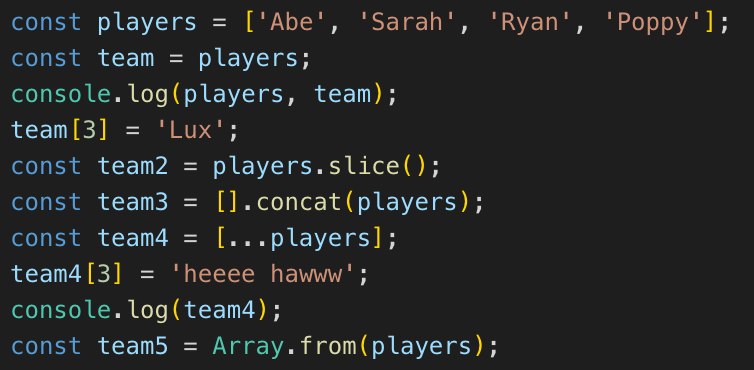 const players = ['Abe', 'Sarah', 'Ryan', 'Poppy'];
const team = players;
console.log(players, team);
team[3] = 'Lux';
const team2 = players.slice();
const team3 = [].concat(players);
const team4 = [...players];
team4[3] = 'heeee hawww';
console.log(team4);
const team5 = Array.from(players);